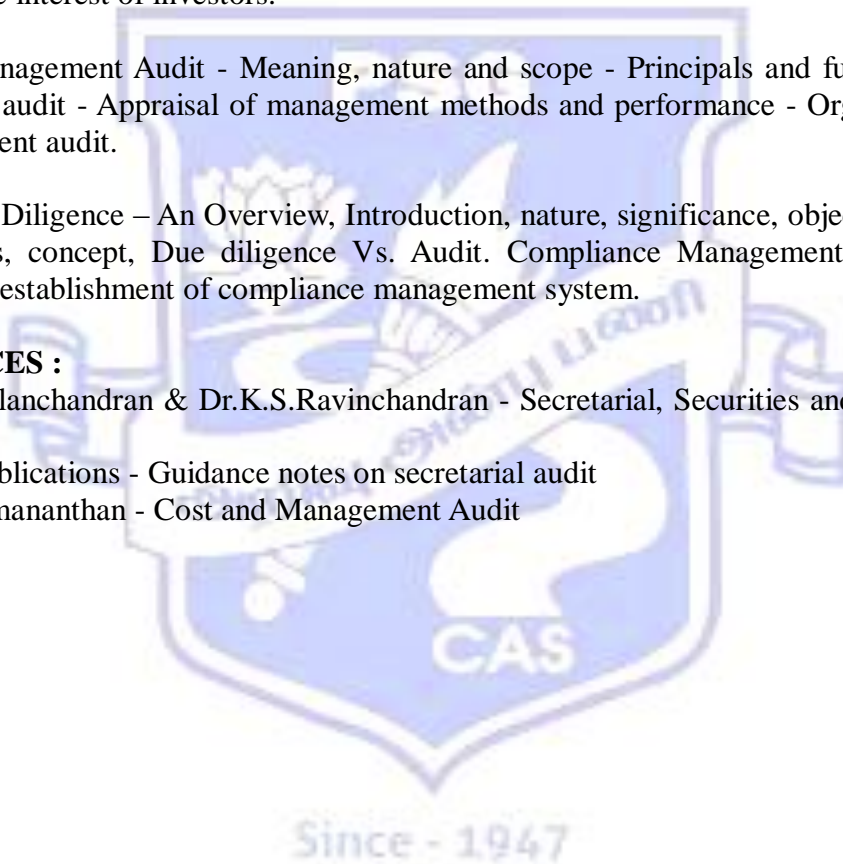 e interest of investors.
nagement Audit - Meaning, nature and scope - Principals and fu
audit - Appraisal of management methods and performance - Org
ent audit.
Diligence – An Overview, Introduction, nature, significance, obje
s, concept, Due diligence Vs. Audit. Compliance Management
establishment of compliance management system.
CES :
lanchandran & Dr.K.S.Ravinchandran - Secretarial, Securities and
blications - Guidance notes on secretarial audit
mananthan - Cost and Management Audit
PSG
CAS
Since - 1947